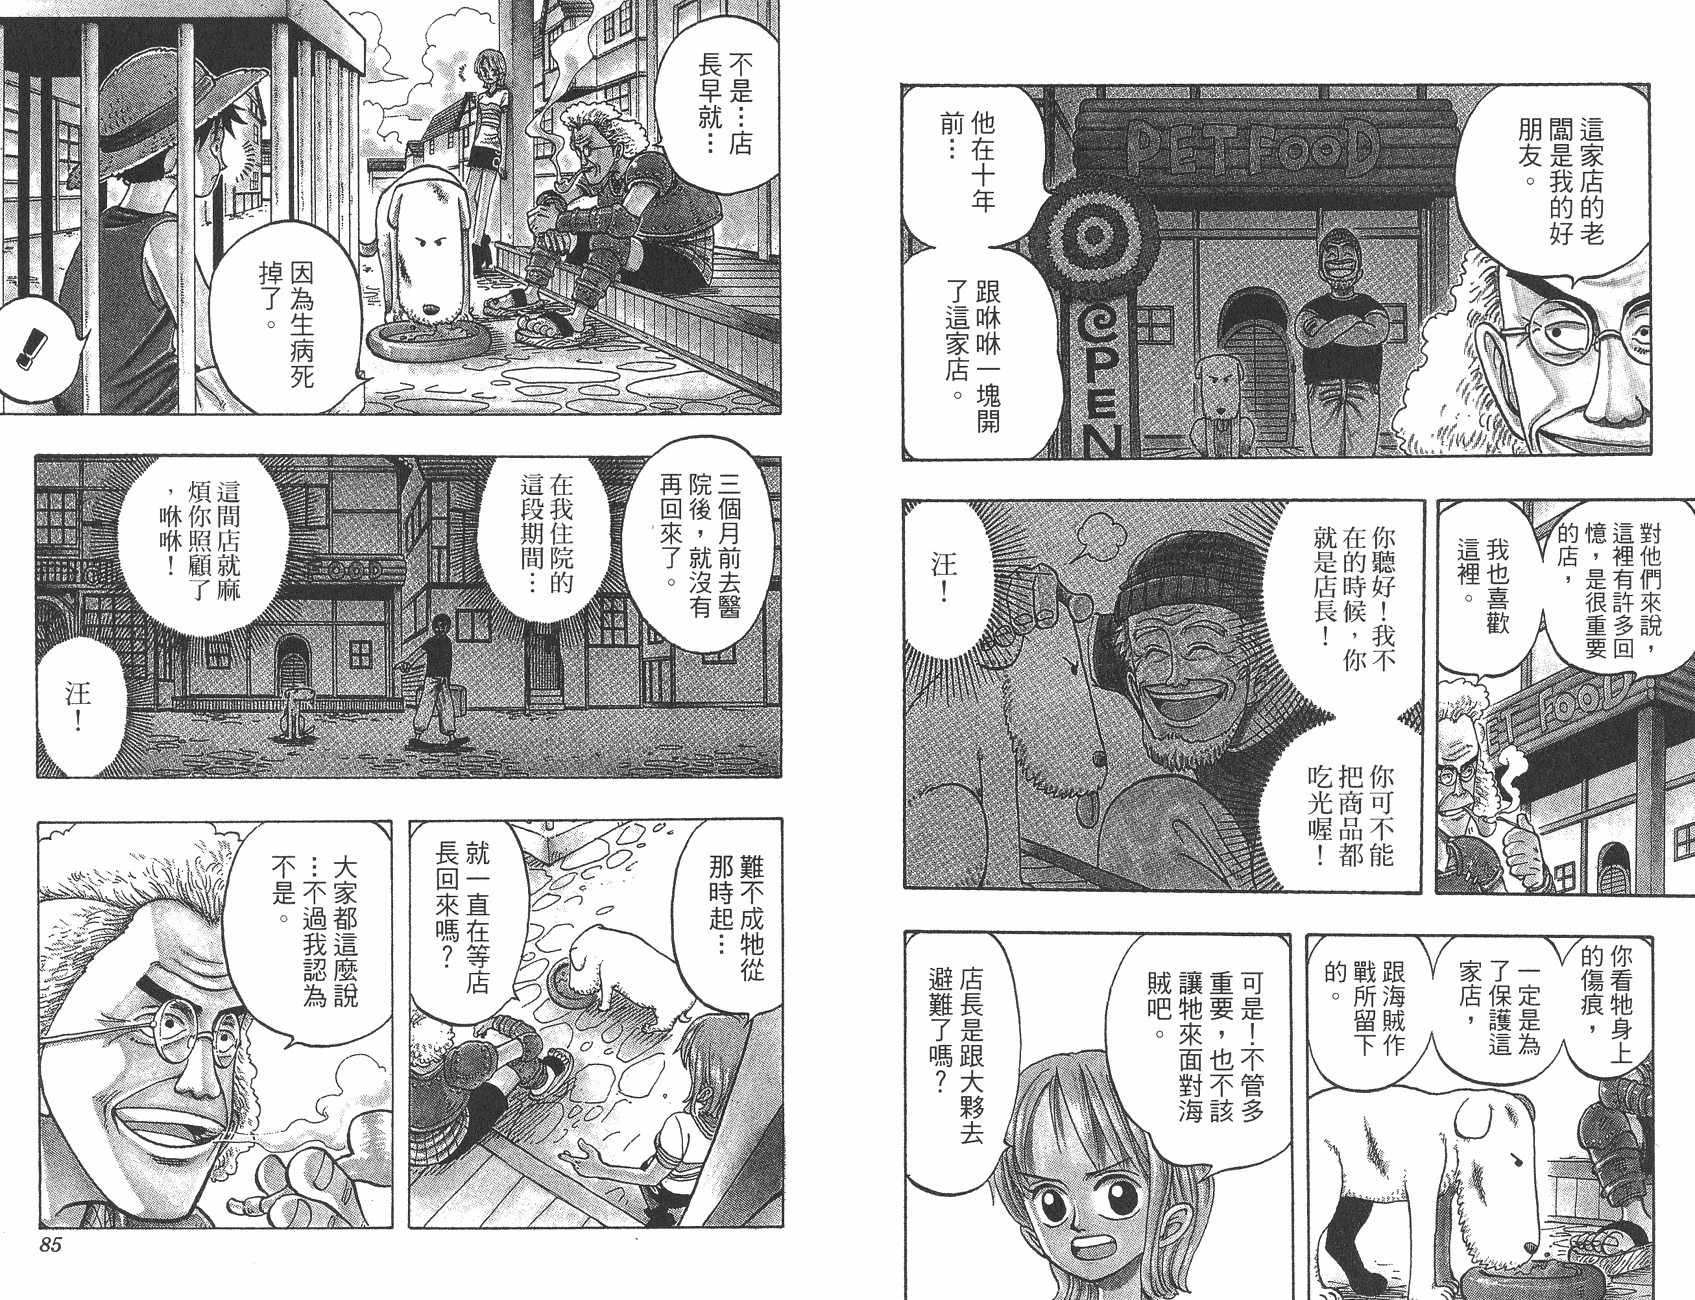 這家店的老
闆是我的好
朋友。
PET FOOD
他在十年
前…
跟咻咻一塊開
了這家店。
OPEN
對他們來說，
這裡有許多回
憶，是很重要
的店，
我也喜歡
這裡。
PET FOOD
你聽好！我不
在的時候，你
就是店長！
你可不能
把商品都
吃光喔！
汪！
你看牠身上
的傷痕，
一定是為
了保護這
家店，
跟海賊作
戰所留下
的。
可是！不管多
重要，也不該
讓牠來面對海
賊吧。
店長是跟大夥去
避難了嗎？
不是…店
長早就…
因為生病死
掉了。
！
三個月前去醫
院後，就沒有
再回來了。
在我住院的
這段期間…
FOOD
這間店就麻
煩你照顧了
，咻咻！
汪！
難不成牠從
那時起…
就一直在等店
長回來嗎？
大家都這麼說
…不過我認為
不是。
85